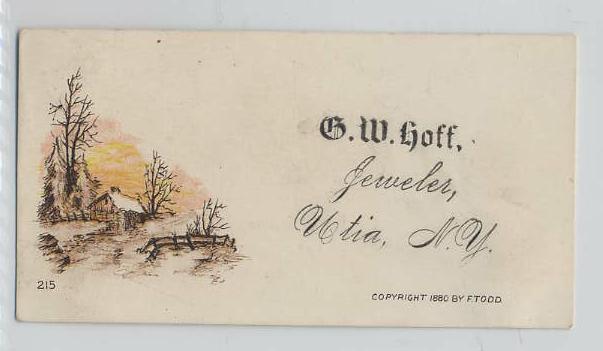 G. W. Hoff,
Jeweler,
Utia, N.Y.
215
COPYRIGHT 1880 BY F. TODD